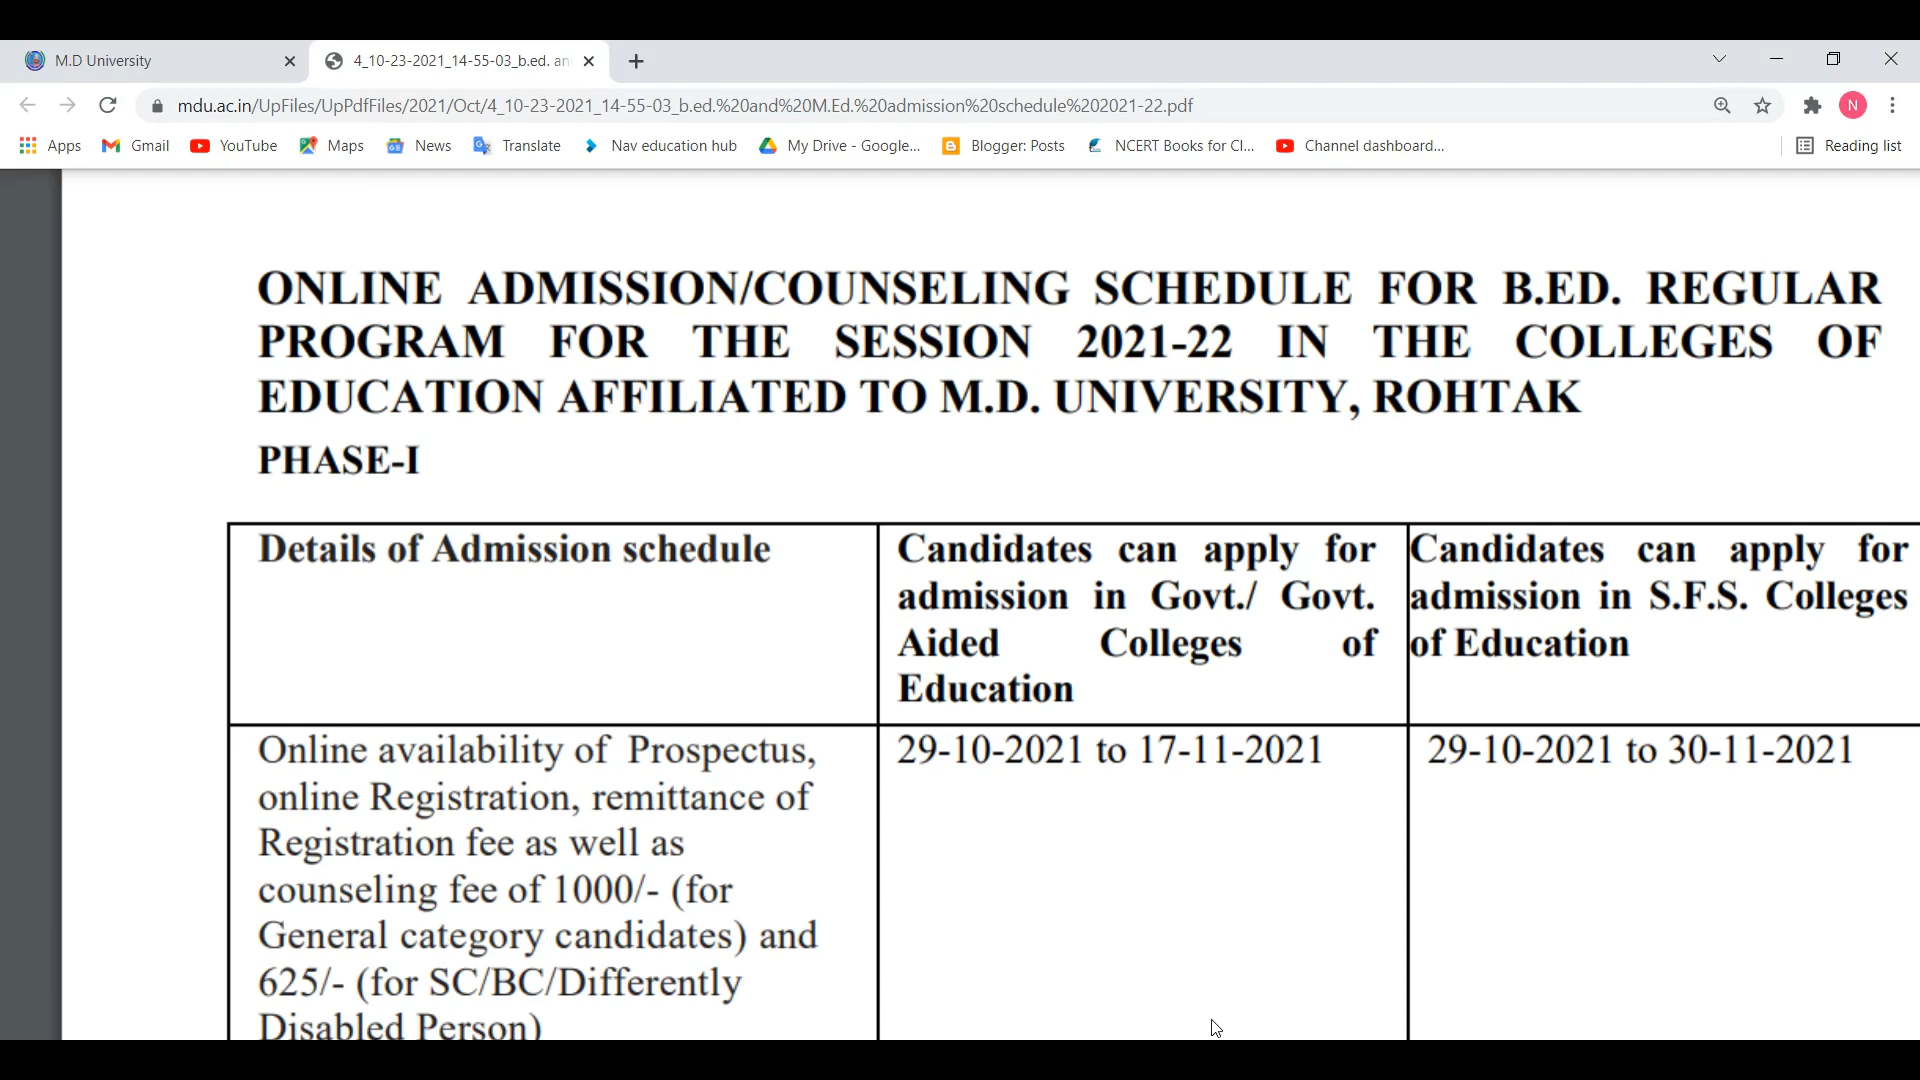 M.D University
4_10-23-2021_14-55-03_b.ed. an
mdu.ac.in/UpFiles/UpPdfFiles/2021/Oct/4_10-23-2021_14-55-03_b.ed.%20and%20M.Ed.%20admission%20schedule%202021-22.pdf
N
Apps Gmail YouTube Maps News Translate Nav education hub My Drive - Google... Blogger: Posts NCERT Books for Cl... Channel dashboard... Reading list
ONLINE ADMISSION/COUNSELING SCHEDULE FOR B.ED. REGULAR
PROGRAM FOR THE SESSION 2021-22 IN THE COLLEGES OF
EDUCATION AFFILIATED TO M.D. UNIVERSITY, ROHTAK
PHASE-I
Details of Admission schedule
Candidates can apply for
admission in Govt./ Govt.
Aided Colleges of
Education
Candidates can apply for
admission in S.F.S. Colleges
of Education
Online availability of Prospectus,
online Registration, remittance of
Registration fee as well as
counseling fee of 1000/- (for
General category candidates) and
625/- (for SC/BC/Differently
Disabled Person)
29-10-2021 to 17-11-2021
29-10-2021 to 30-11-2021